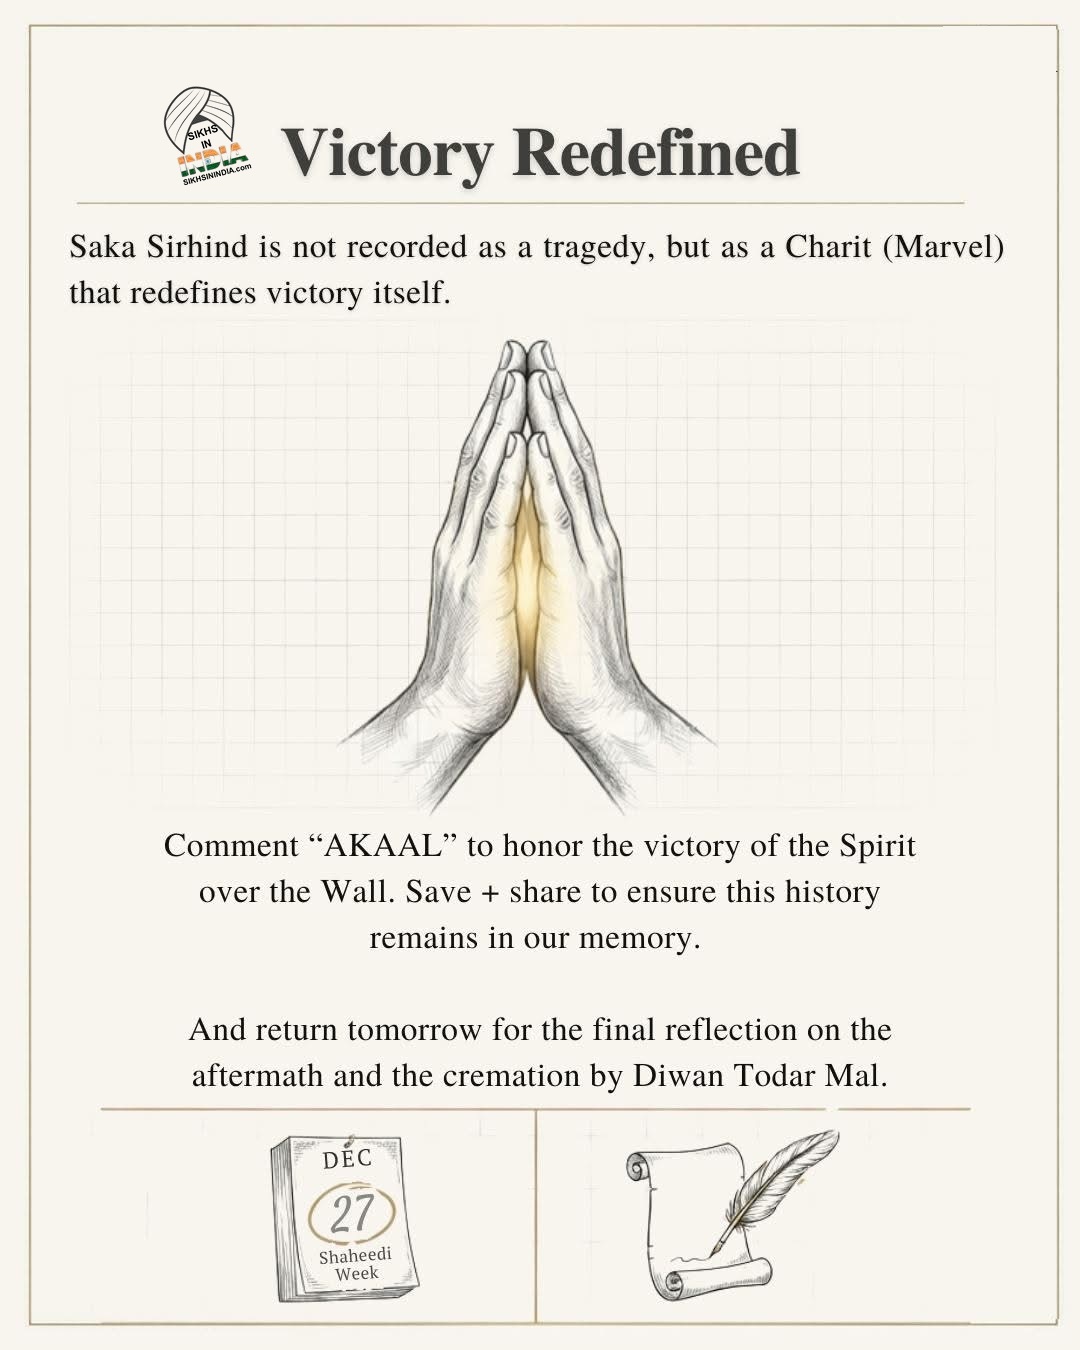 SIKHS
IN
INDIA
SIKHSININDIA.com
Victory Redefined
Saka Sirhind is not recorded as a tragedy, but as a Charit (Marvel)
that redefines victory itself.
Comment “AKAAL” to honor the victory of the Spirit
over the Wall. Save + share to ensure this history
remains in our memory.
And return tomorrow for the final reflection on the
aftermath and the cremation by Diwan Todar Mal.
DEC
27
Shaheedi
Week